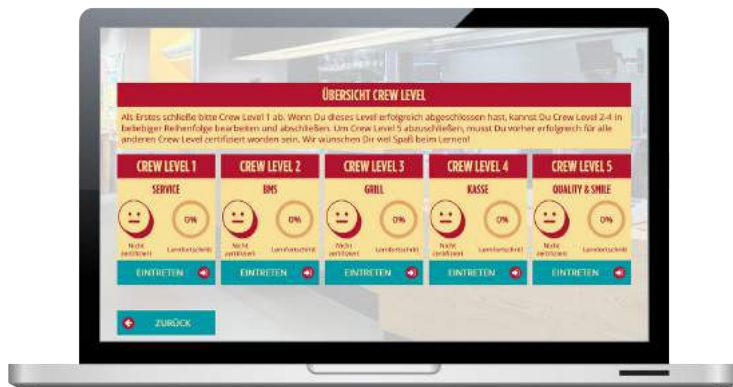 ÜBERSICHT CREW LEVEL
Als Erstes schließe bitte Crew Level 1 ab. Wenn Du dieses Level erfolgreich abgeschlossen hast, kannst Du Crew Level 2-4 in
beliebiger Reihenfolge bearbeiten und abschließen. Um Crew Level 5 abzuschließen, musst Du vorher erfolgreich für alle
anderen Crew Level zertifiziert worden sein. Wir wünschen Dir viel Spaß beim Lernen!
CREW LEVEL 1 CREW LEVEL 2 CREW LEVEL 3 CREW LEVEL 4 CREW LEVEL 5
SERVICE BMS GRILL KASSE QUALITY & SMILE
0% 0% 0% 0% 0%
Nicht Nicht Nicht Nicht Nicht
zertifiziert Lernfortschritt zertifiziert Lernfortschritt zertifiziert Lernfortschritt zertifiziert Lernfortschritt zertifiziert Lernfortschritt
EINTRETEN EINTRETEN EINTRETEN EINTRETEN EINTRETEN
ZURÜCK